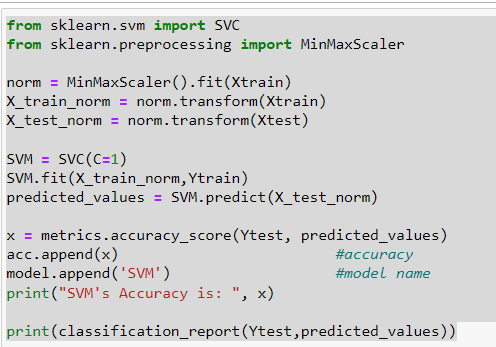 from sklearn.svm import SVC
from sklearn.preprocessing import MinMaxScaler
norm = MinMaxScaler().fit(Xtrain)
X_train_norm = norm.transform(Xtrain)
X_test_norm = norm.transform(Xtest)
SVM = SVC(C=1)
SVM.fit(X_train_norm,Ytrain)
predicted_values = SVM.predict(X_test_norm)
x = metrics.accuracy_score(Ytest, predicted_values)
acc.append(x) #accuracy
model.append('SVM') #model name
print("SVM's Accuracy is: ", x)
print(classification_report(Ytest,predicted_values))